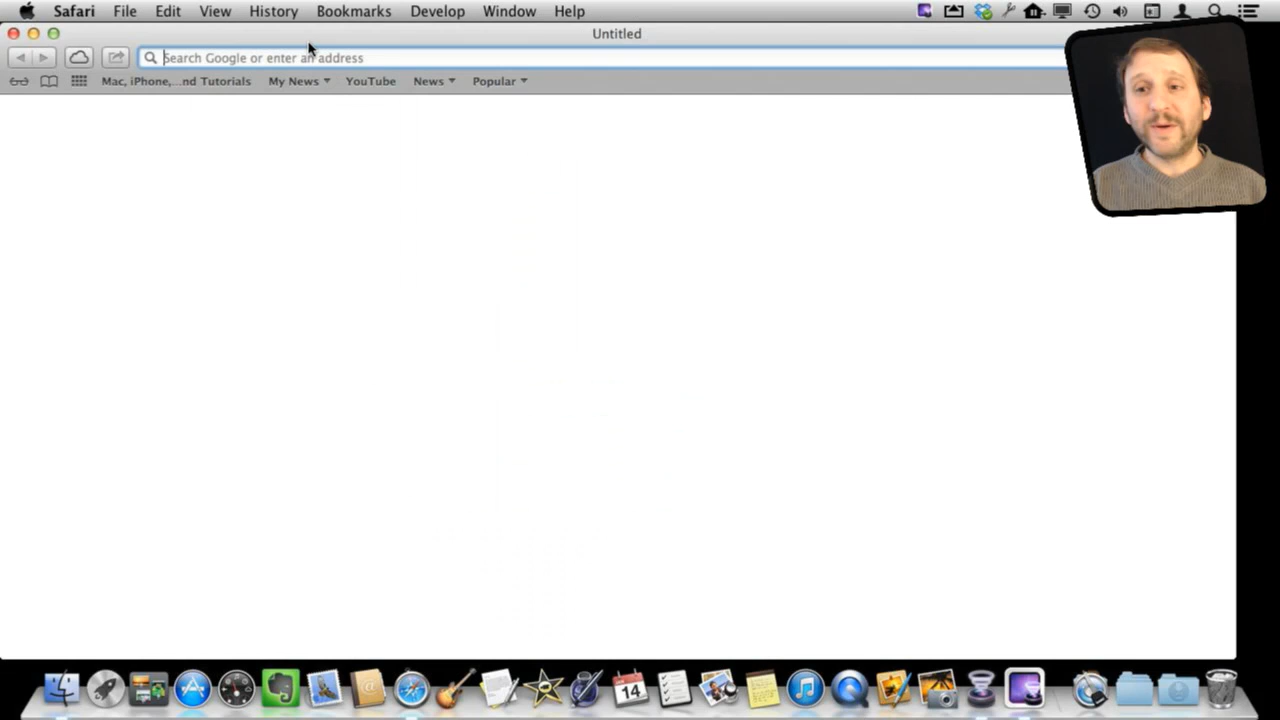 Safari File Edit View History Bookmarks Develop Window Help
Untitled
Search Google or enter an address
Mac, iPhone,...nd Tutorials My News YouTube News Popular
14